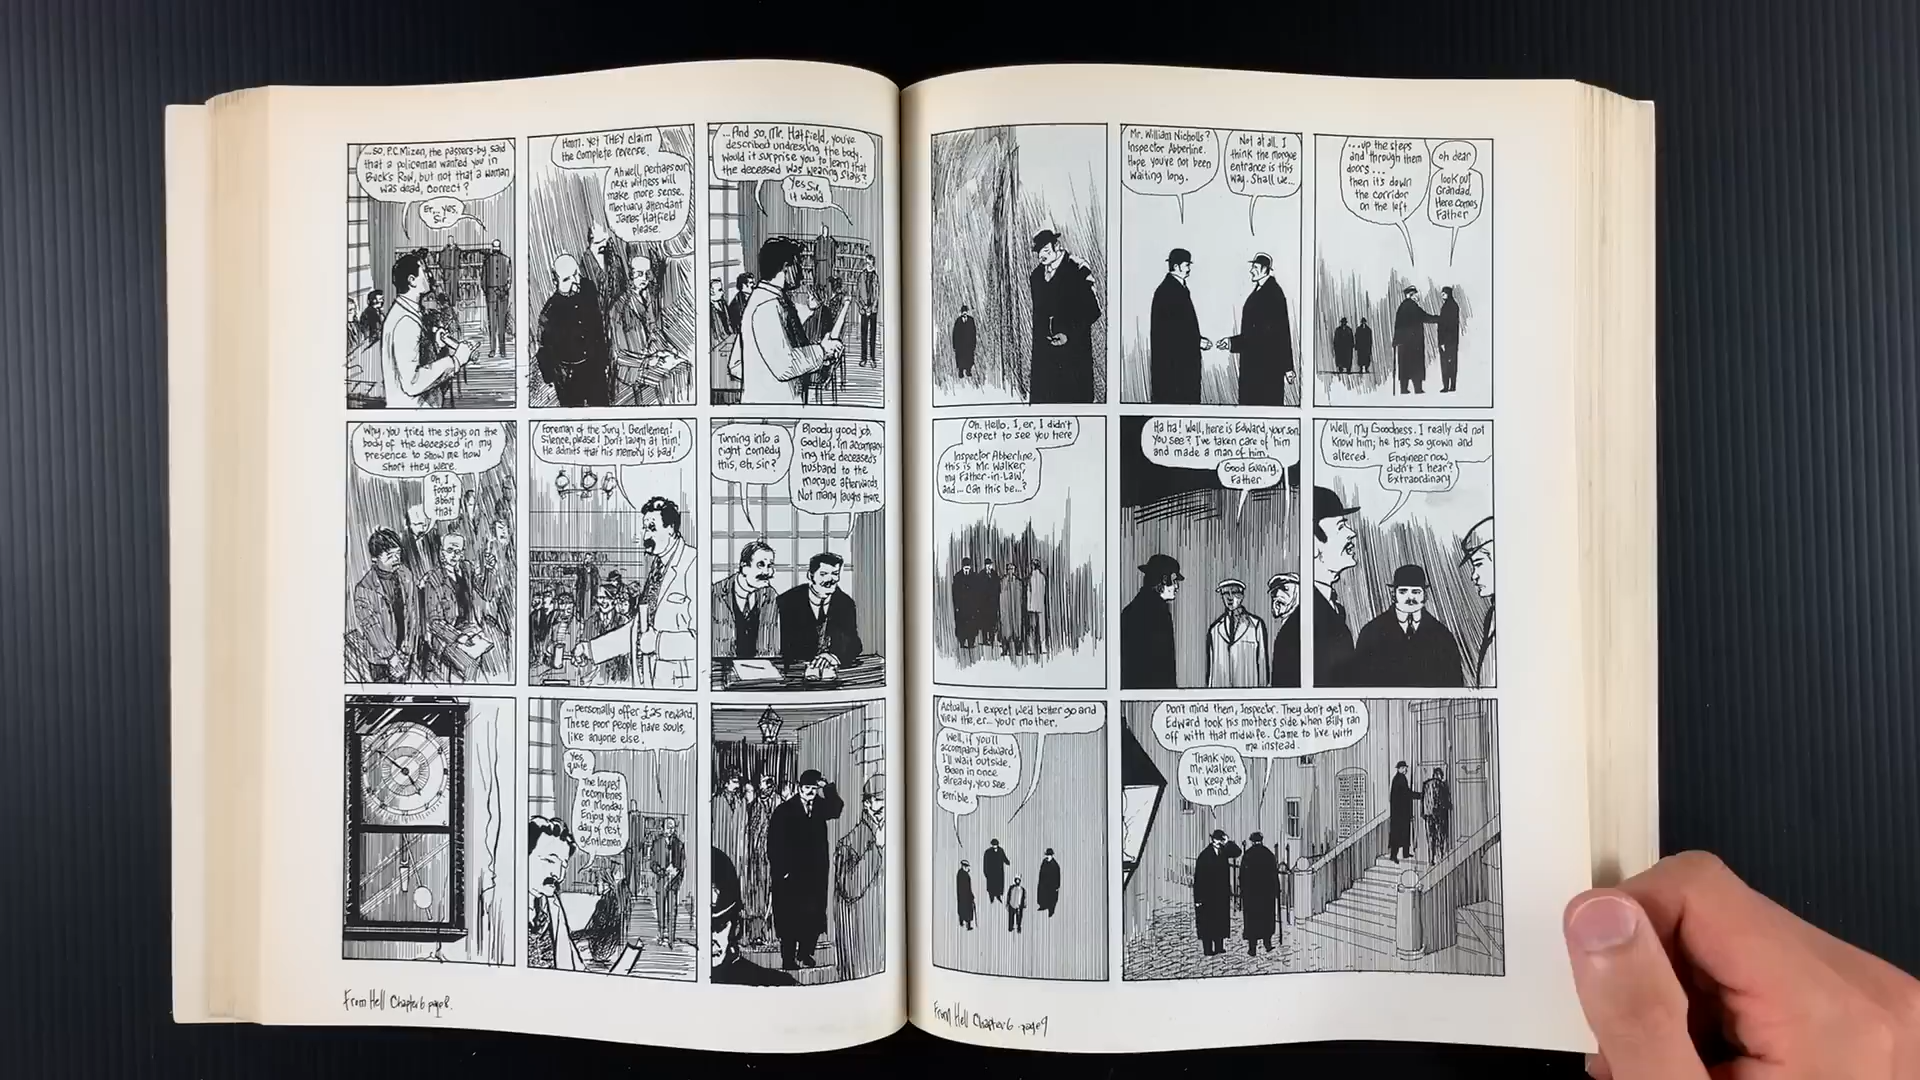 ...so, P.C. Mizen, the passers-by said
that a policeman wanted you in
Buck's Row, but not that a woman
was dead, correct?
Er... yes,
Sir
Hmm. yet THEY claim
the complete reverse.
Ah well, perhaps our
next witness will
make more sense.
Mortuary attendant
James Hatfield
please.
...And so, Mr. Hatfield, you've
described undressing the body.
Would it surprise you to learn that
the deceased was wearing stays?
Yes Sir,
it would
Why, you tried the stays on the
body of the deceased in my
presence to show me how
short they were.
Oh, I
forgot
about
that
Foreman of the Jury! Gentlemen!
Silence, please! Don't laugh at him!
He admits that his memory is bad!
Turning into a
right comedy
this, eh, sir?
Bloody good job,
Godley. I'm accompany-
ing the deceased's
husband to the
morgue afterwards.
Not many laughs there.
...personally offer £25 reward.
These poor people have souls,
like anyone else.
Yes,
quite
The inquest
reconvenes
on Monday.
Enjoy your
day of rest,
gentlemen
From Hell Chapter 6 page 8.
Mr. William Nicholls?
Inspector Abberline.
Hope you've not been
waiting long.
Not at all. I
think the morgue
entrance is this
way. Shall we...
...up the steps
and through them
doors...
then it's down
the corridor
on the left
oh dear,
look out
Grandad,
Here comes
Father
Oh. Hello. I, er, I didn't
expect to see you here
Inspector Abberline,
this is Mr. Walker,
my Father-in-Law,
and... Can this be...?
Ha ha! Well, here is Edward, your son,
you see? I've taken care of him
and made a man of him.
Good Evening,
Father
Well, My Goodness. I really did not
know him; he has so grown and
altered. Engineer now,
didn't I hear?
Extraordinary
Actually, I expect we'd better go and
view the, er... your mother.
Well, if you'll
accompany Edward,
I'll wait outside.
Been in once
already, you see.
Terrible.
Don't mind them, Inspector. They don't get on.
Edward took his mother's side when Billy ran
off with that midwife. Came to live with
me instead.
Thank you,
Mr. Walker,
I'll keep that
in mind.
From Hell Chapter 6 page 9